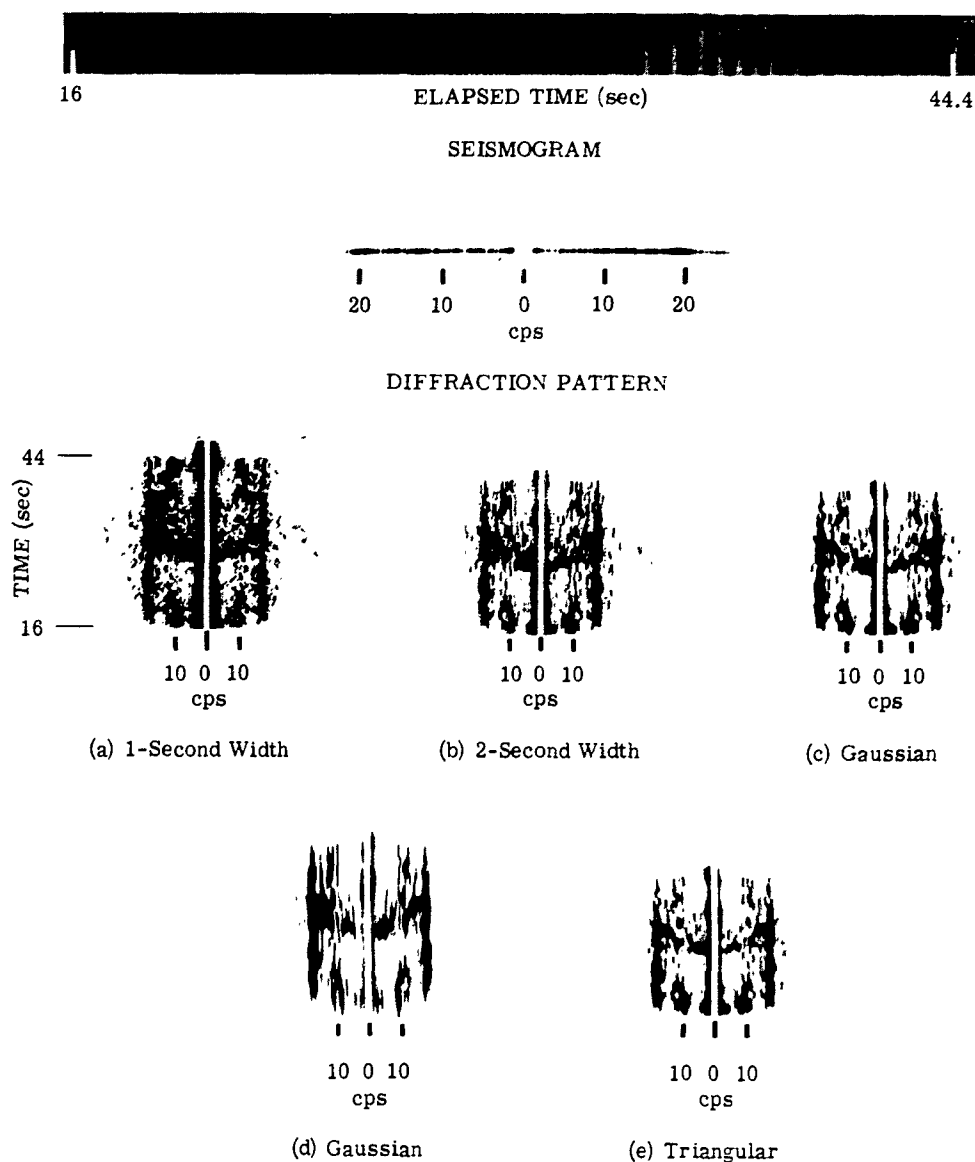 16 ELAPSED TIME (sec) 44.4
SEISMOGRAM
20 10 0 10 20
cps
DIFFRACTION PATTERN
44
TIME (sec)
16
10 0 10 10 0 10 10 0 10
cps cps cps
(a) 1-Second Width (b) 2-Second Width (c) Gaussian
10 0 10 10 0 10
cps cps
(d) Gaussian (e) Triangular